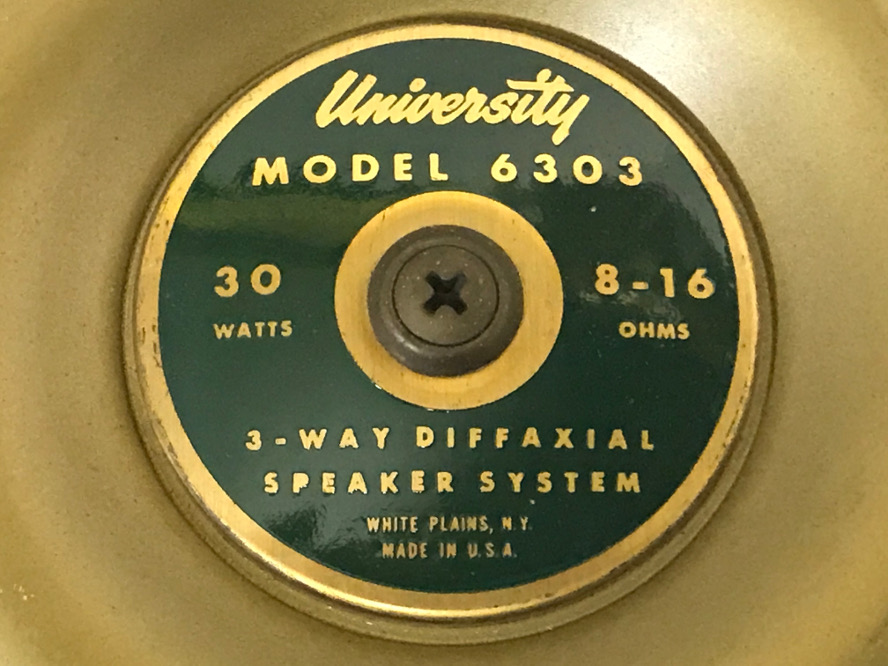 University
MODEL 6303
30 8-16
WATTS OHMS
3-WAY DIFFAXIAL
SPEAKER SYSTEM
WHITE PLAINS, N.Y.
MADE IN U.S.A.